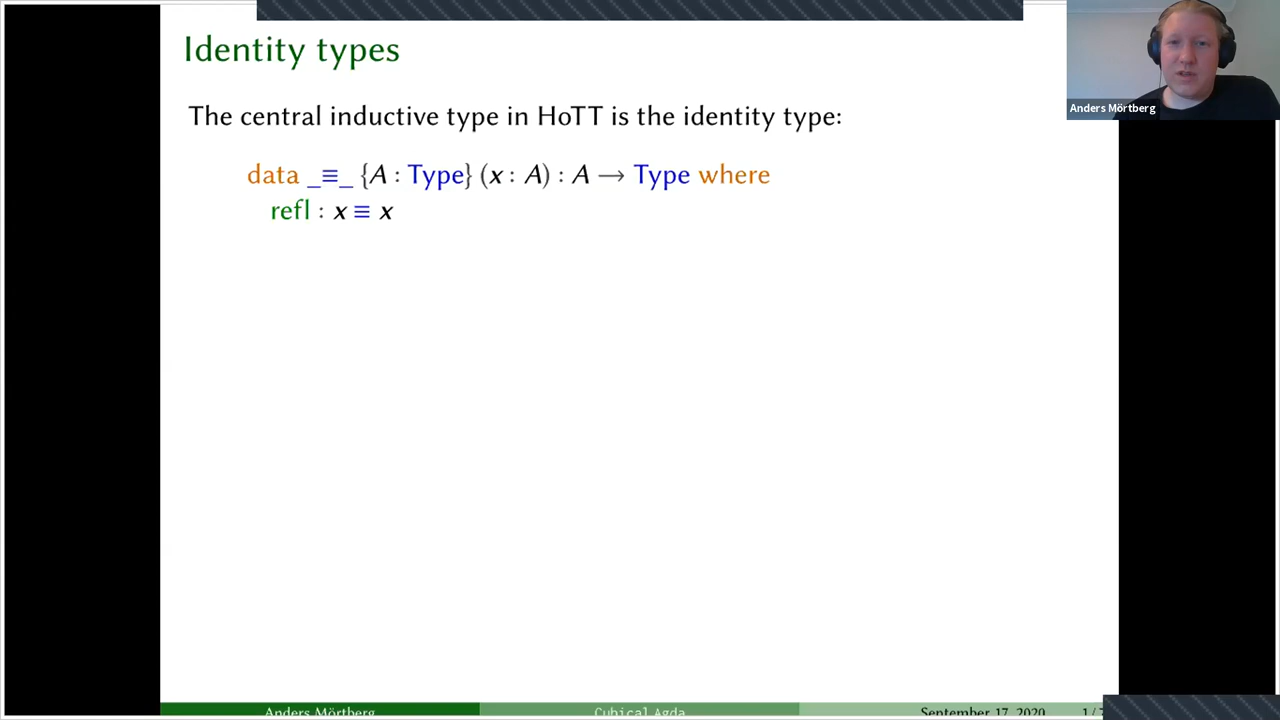 Identity types
Anders Mörtberg
The central inductive type in HoTT is the identity type:
data _≡_ {A : Type} (x : A) : A → Type where
refl : x ≡ x
Anders Mörtberg
Cubical Agda
September 17, 2020
1 /